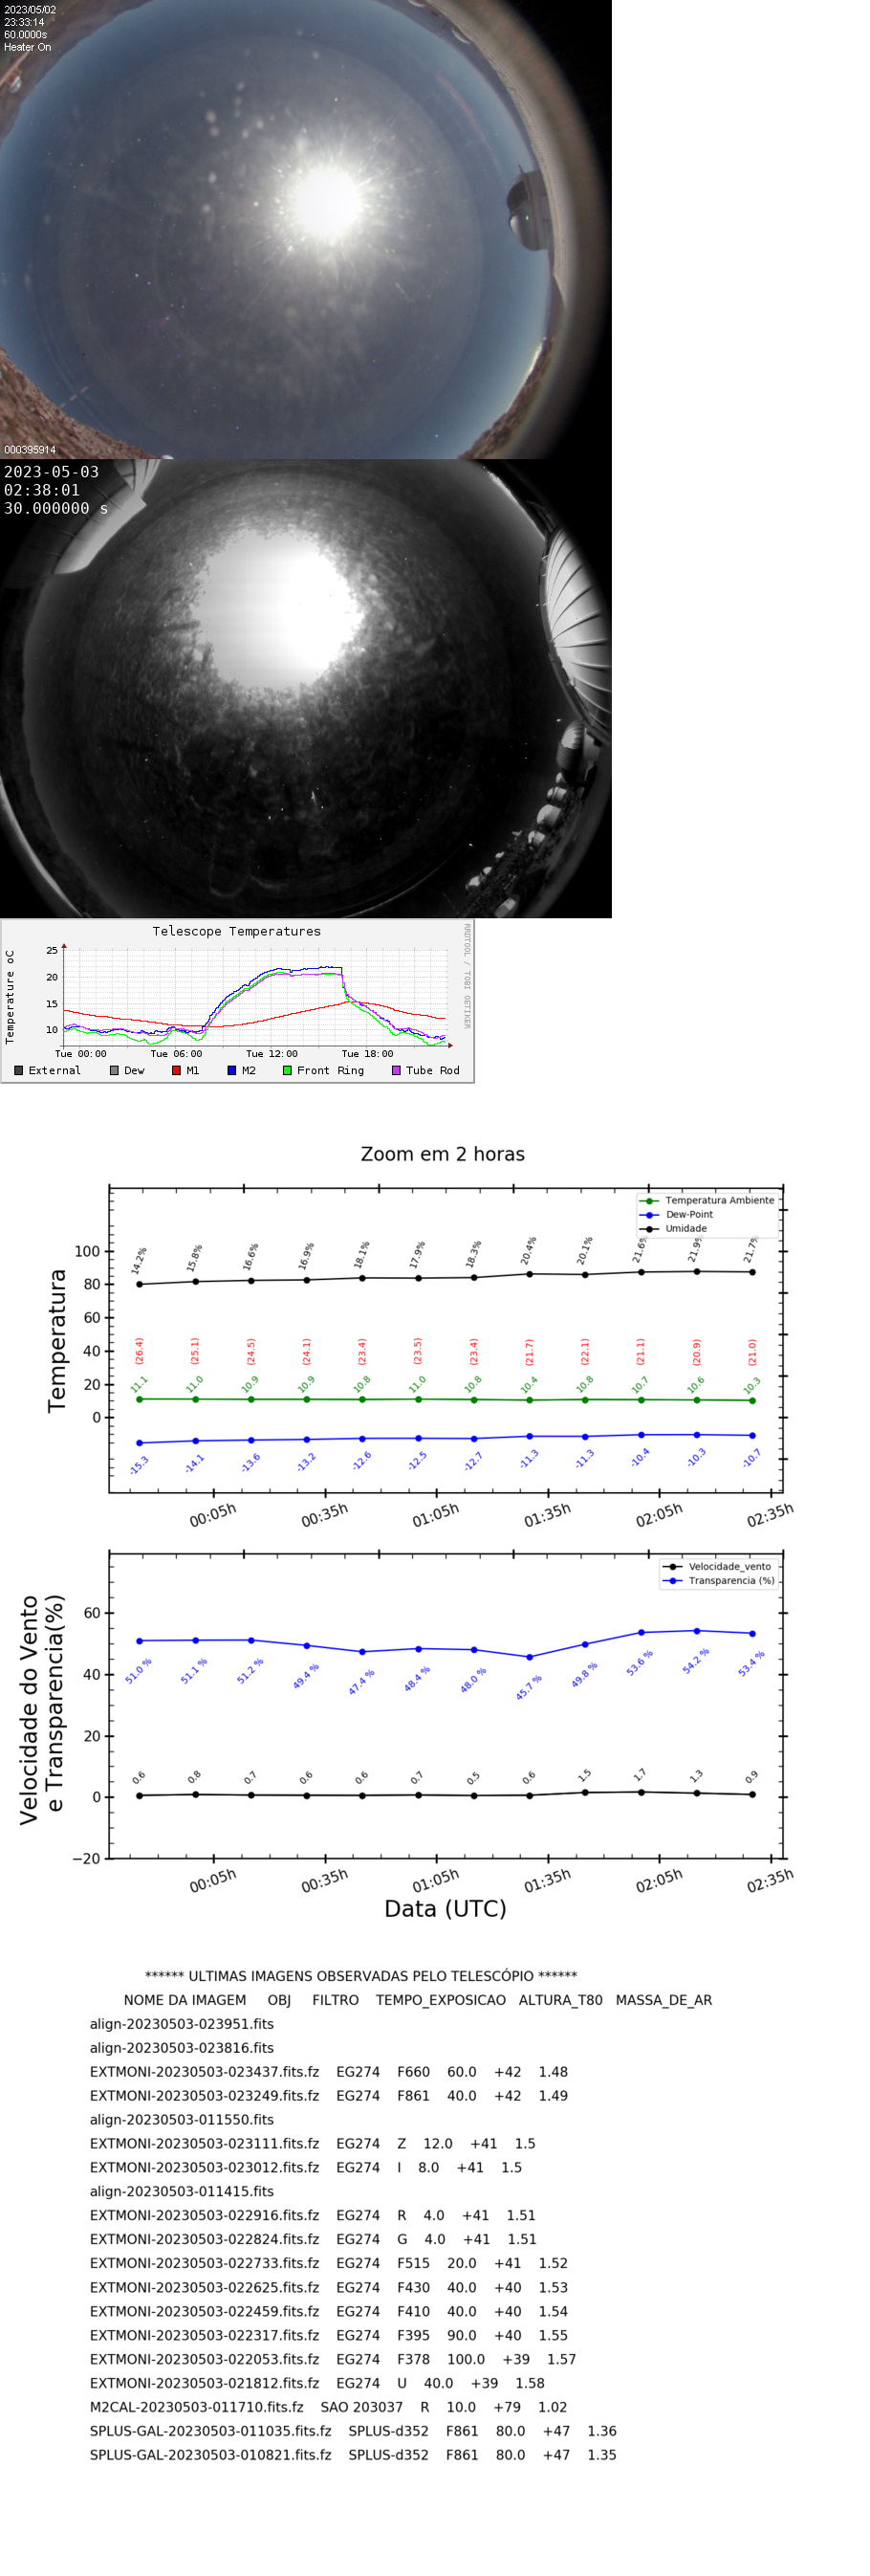 2023/05/02
23:33:14
60.0000s
Heater On
000395914
2023-05-03
02:38:01
30.000000 s
Telescope Temperatures
RRDTOOL / TOBI OETIKER
Temperature oC
25
20
15
10
Tue 00:00 Tue 06:00 Tue 12:00 Tue 18:00
External Dew M1 M2 Front Ring Tube Rod
Zoom em 2 horas
Temperatura Ambiente
Dew-Point
Umidade
Temperatura
100
80
60
40
20
0
14.2% 15.8% 16.6% 16.9% 18.1% 17.9% 18.3% 20.4% 20.1% 21.6% 21.9% 21.7%
(26.4) (25.1) (24.5) (24.1) (23.4) (23.5) (23.4) (21.7) (22.1) (21.1) (20.9) (21.0)
11.1 11.0 10.9 10.9 10.8 11.0 10.8 10.4 10.8 10.7 10.6 10.3
-15.3 -14.1 -13.6 -13.2 -12.6 -12.5 -12.7 -11.3 -11.3 -10.4 -10.3 -10.7
00:05h 00:35h 01:05h 01:35h 02:05h 02:35h
Velocidade_vento
Transparencia (%)
Velocidade do Vento
e Transparencia(%)
60
40
20
0
−20
51.0 % 51.1 % 51.2 % 49.4 % 47.4 % 48.4 % 48.0 % 45.7 % 49.8 % 53.6 % 54.2 % 53.4 %
0.6 0.8 0.7 0.6 0.6 0.7 0.5 0.6 1.5 1.7 1.3 0.9
00:05h 00:35h 01:05h 01:35h 02:05h 02:35h
Data (UTC)
****** ULTIMAS IMAGENS OBSERVADAS PELO TELESCÓPIO ******
NOME DA IMAGEM OBJ FILTRO TEMPO_EXPOSICAO ALTURA_T80 MASSA_DE_AR
align-20230503-023951.fits
align-20230503-023816.fits
EXTMONI-20230503-023437.fits.fz EG274 F660 60.0 +42 1.48
EXTMONI-20230503-023249.fits.fz EG274 F861 40.0 +42 1.49
align-20230503-011550.fits
EXTMONI-20230503-023111.fits.fz EG274 Z 12.0 +41 1.5
EXTMONI-20230503-023012.fits.fz EG274 I 8.0 +41 1.5
align-20230503-011415.fits
EXTMONI-20230503-022916.fits.fz EG274 R 4.0 +41 1.51
EXTMONI-20230503-022824.fits.fz EG274 G 4.0 +41 1.51
EXTMONI-20230503-022733.fits.fz EG274 F515 20.0 +41 1.52
EXTMONI-20230503-022625.fits.fz EG274 F430 40.0 +40 1.53
EXTMONI-20230503-022459.fits.fz EG274 F410 40.0 +40 1.54
EXTMONI-20230503-022317.fits.fz EG274 F395 90.0 +40 1.55
EXTMONI-20230503-022053.fits.fz EG274 F378 100.0 +39 1.57
EXTMONI-20230503-021812.fits.fz EG274 U 40.0 +39 1.58
M2CAL-20230503-011710.fits.fz SAO 203037 R 10.0 +79 1.02
SPLUS-GAL-20230503-011035.fits.fz SPLUS-d352 F861 80.0 +47 1.36
SPLUS-GAL-20230503-010821.fits.fz SPLUS-d352 F861 80.0 +47 1.35